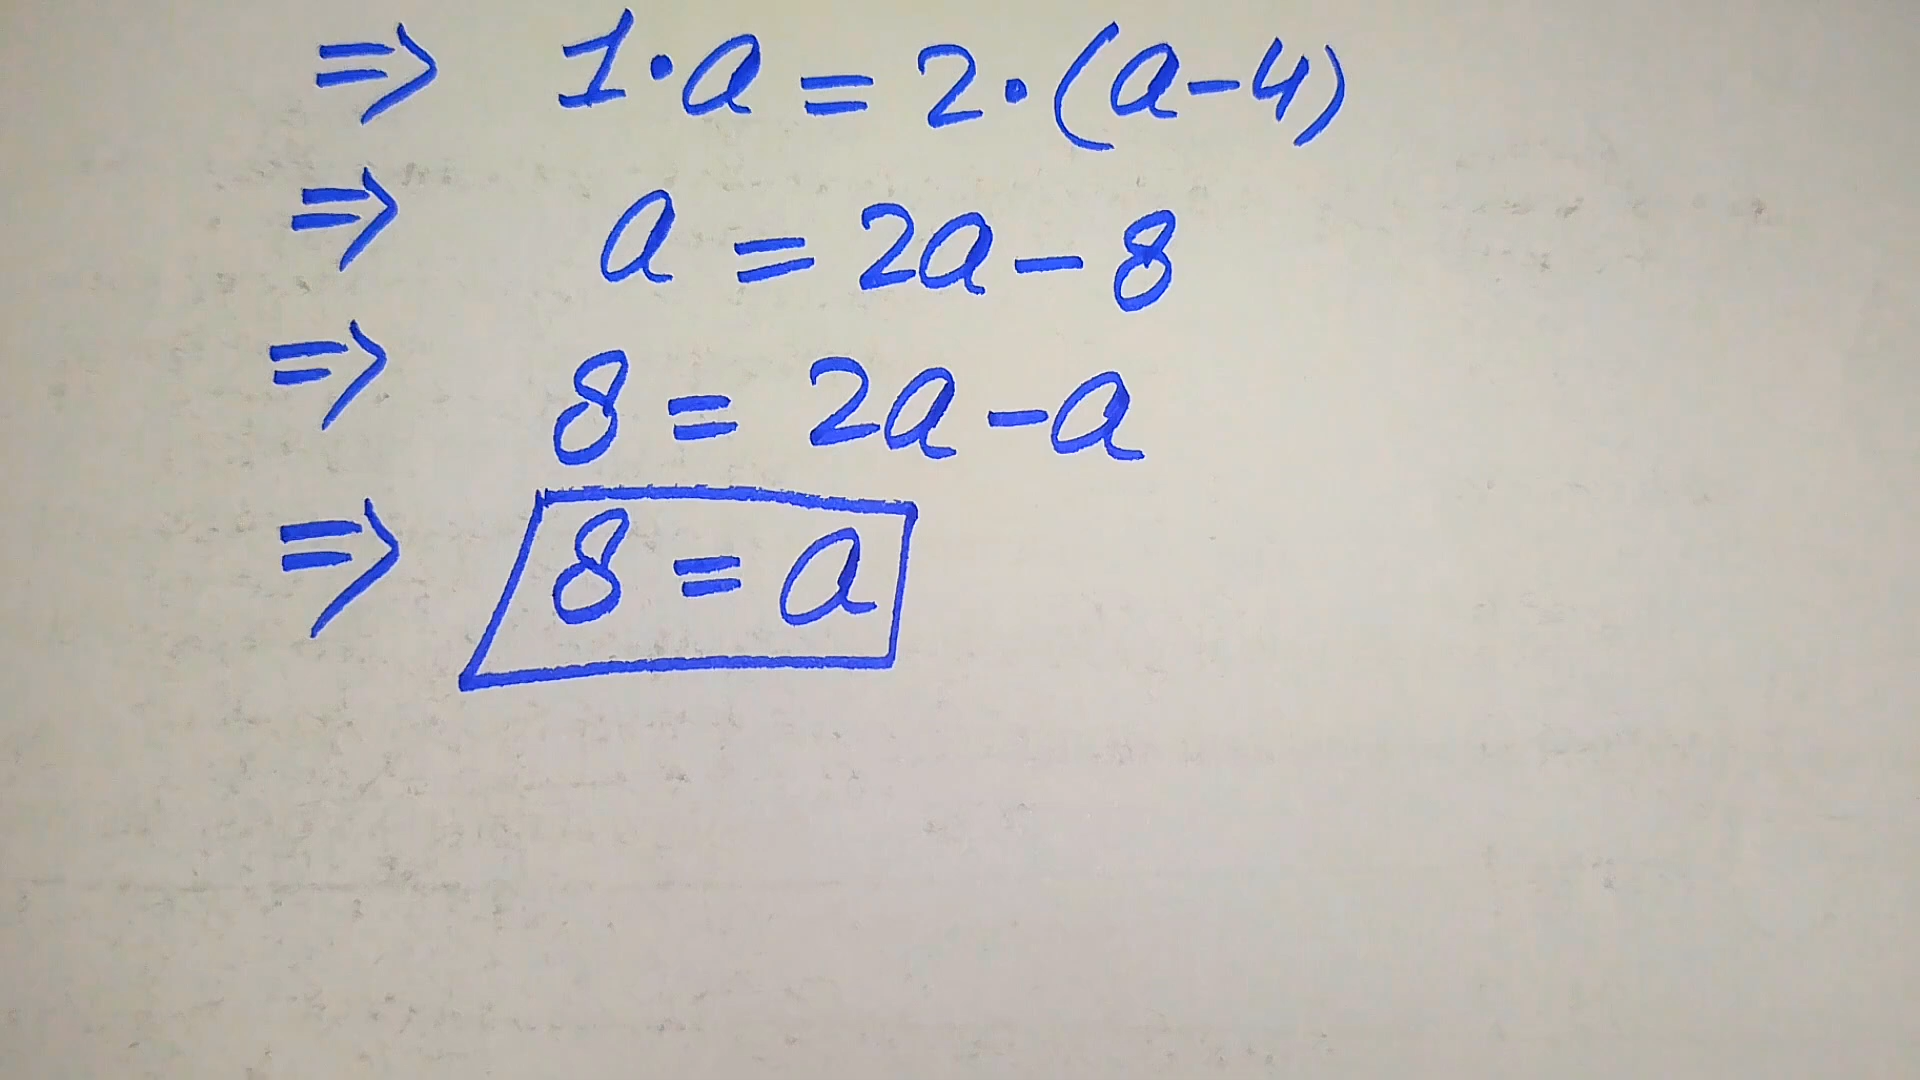 => 1·a = 2·(a-4)
=> a = 2a - 8
=> 8 = 2a - a
=> 8 = a